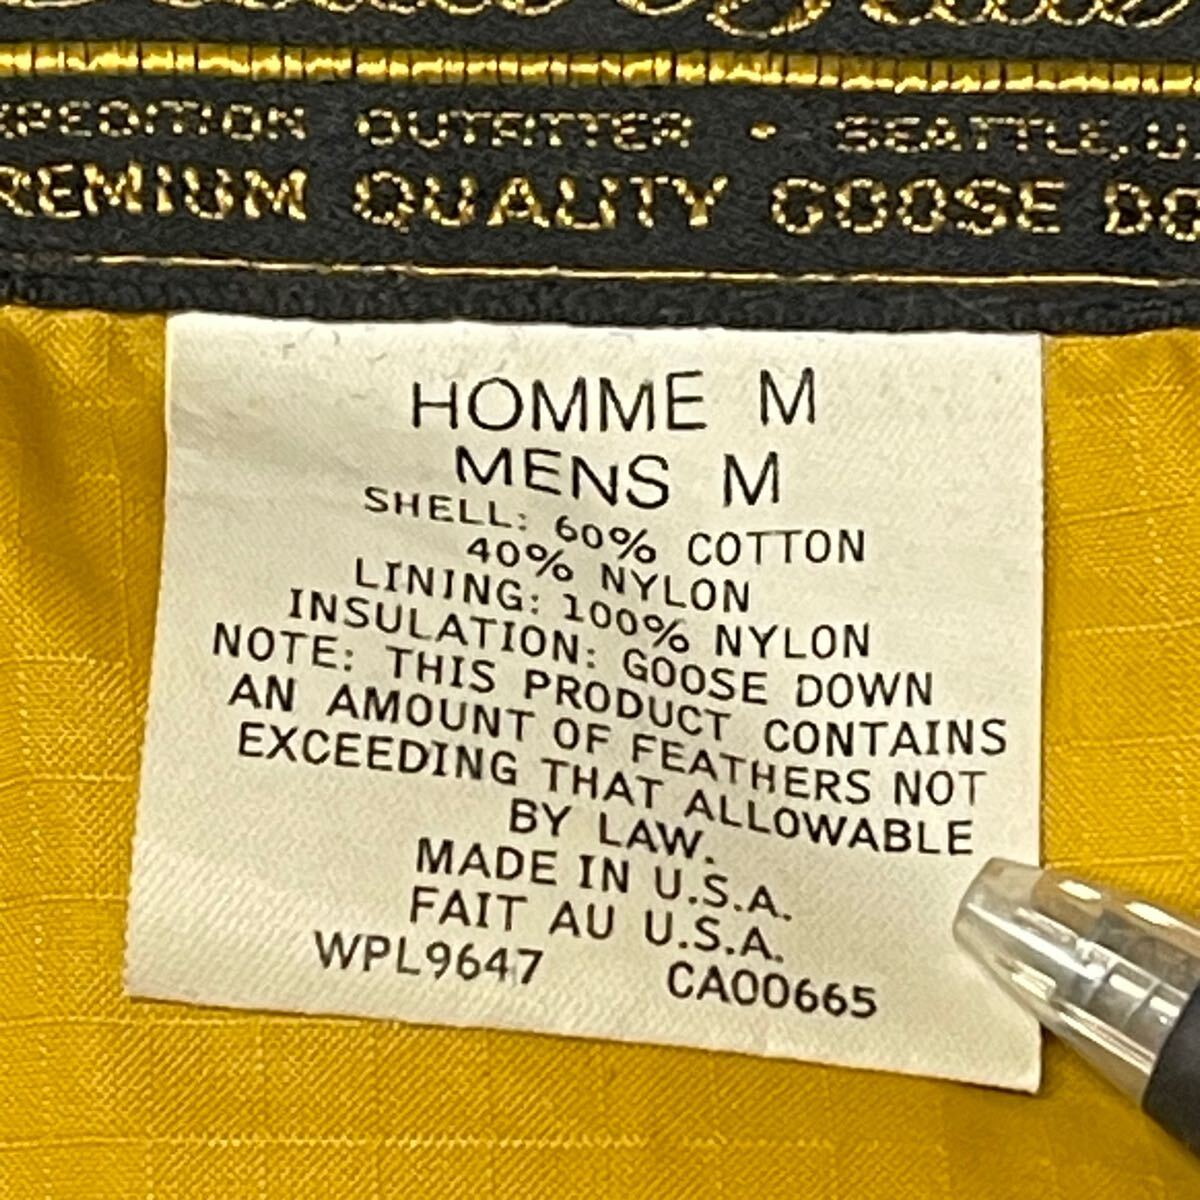 EXPEDITION OUTFITTER · SEATTLE, U.
PREMIUM QUALITY GOOSE DO
HOMME M
MENS M
SHELL: 60% COTTON
40% NYLON
LINING: 100% NYLON
INSULATION: GOOSE DOWN
NOTE: THIS PRODUCT CONTAINS
AN AMOUNT OF FEATHERS NOT
EXCEEDING THAT ALLOWABLE
BY LAW.
MADE IN U.S.A.
FAIT AU U.S.A.
WPL9647 CA00665